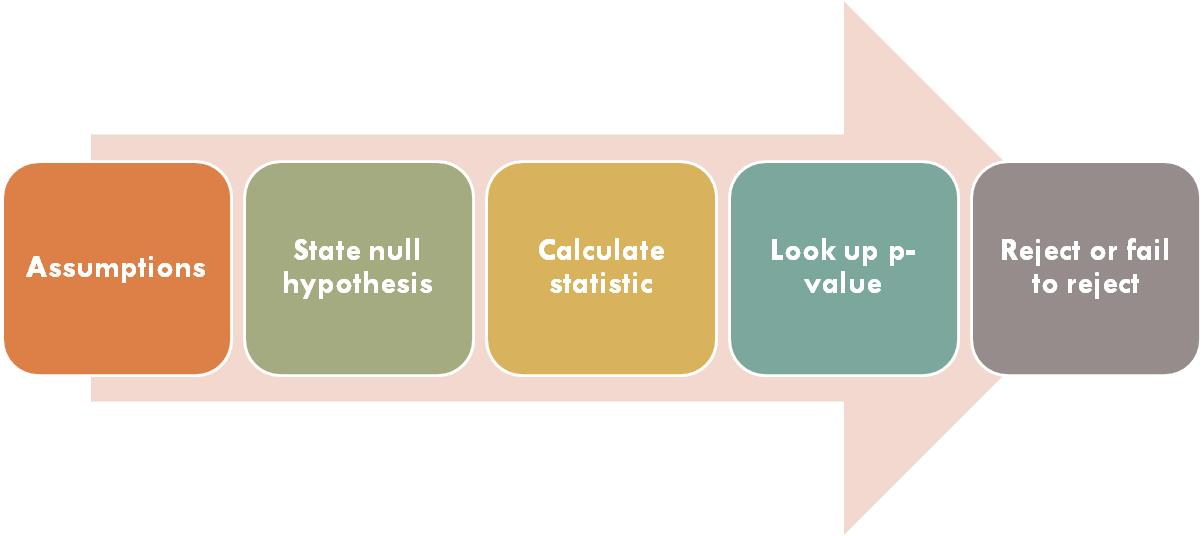 Assumptions
State null
hypothesis
Calculate
statistic
Look up p-
value
Reject or fail
to reject